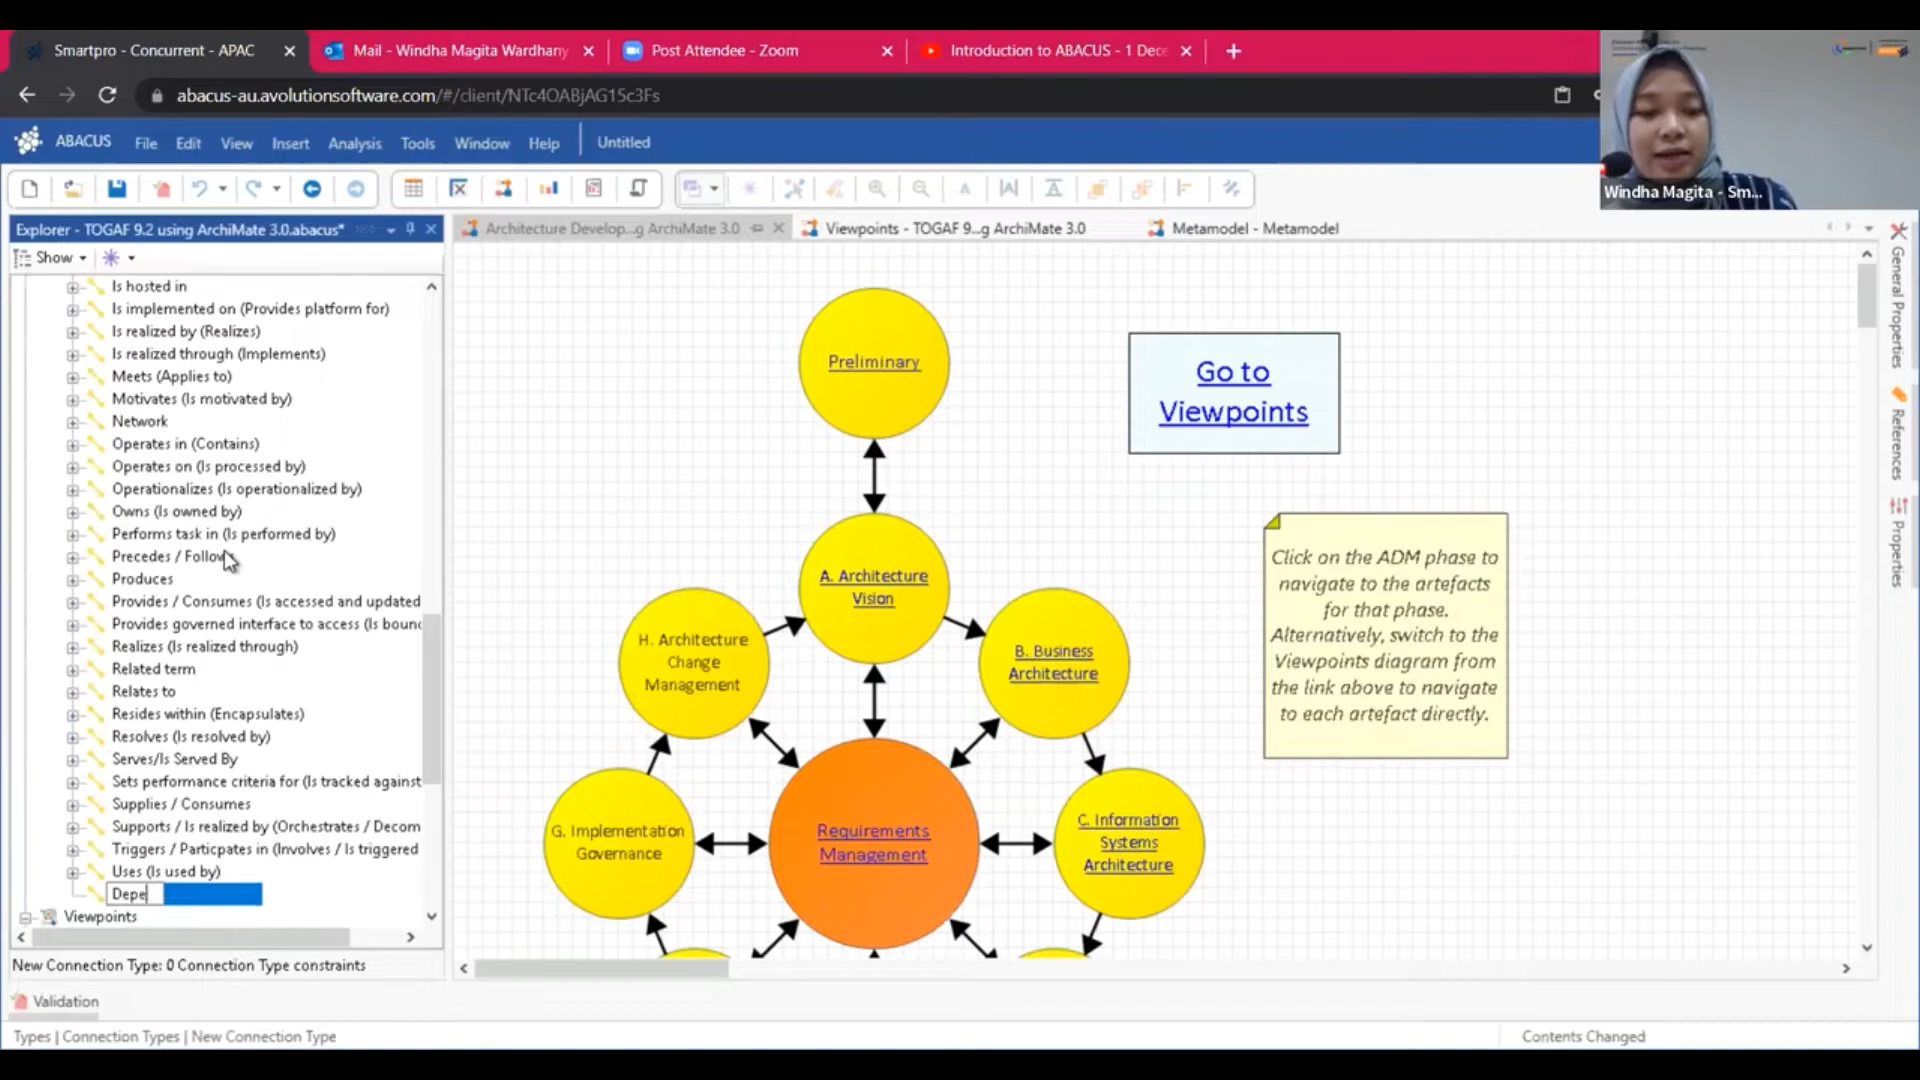 Smartpro - Concurrent - APAC
Mail - Windha Magita Wardhany
Post Attendee - Zoom
Introduction to ABACUS - 1 Dece
abacus-au.avolutionsoftware.com/#/client/NTc4OABjAG15c3Fs
ABACUS File Edit View Insert Analysis Tools Window Help Untitled
Windha Magita - Sm...
Explorer - TOGAF 9.2 using ArchiMate 3.0.abacus*
Architecture Develop...g ArchiMate 3.0
Viewpoints - TOGAF 9...g ArchiMate 3.0
Metamodel - Metamodel
Show
Is hosted in
Is implemented on (Provides platform for)
Is realized by (Realizes)
Is realized through (Implements)
Meets (Applies to)
Motivates (Is motivated by)
Network
Operates in (Contains)
Operates on (Is processed by)
Operationalizes (Is operationalized by)
Owns (Is owned by)
Performs task in (Is performed by)
Precedes / Follow
Produces
Provides / Consumes (Is accessed and updated
Provides governed interface to access (Is bounc
Realizes (Is realized through)
Related term
Relates to
Resides within (Encapsulates)
Resolves (Is resolved by)
Serves/Is Served By
Sets performance criteria for (Is tracked against
Supplies / Consumes
Supports / Is realized by (Orchestrates / Decom
Triggers / Particpates in (Involves / Is triggered
Uses (Is used by)
Depe
Viewpoints
Preliminary
Go to
Viewpoints
A. Architecture
Vision
H. Architecture
Change
Management
B. Business
Architecture
G. Implementation
Governance
Requirements
Management
C. Information
Systems
Architecture
Click on the ADM phase to
navigate to the artefacts
for that phase.
Alternatively, switch to the
Viewpoints diagram from
the link above to navigate
to each artefact directly.
General Properties
References
Properties
New Connection Type: 0 Connection Type constraints
Validation
Types | Connection Types | New Connection Type
Contents Changed